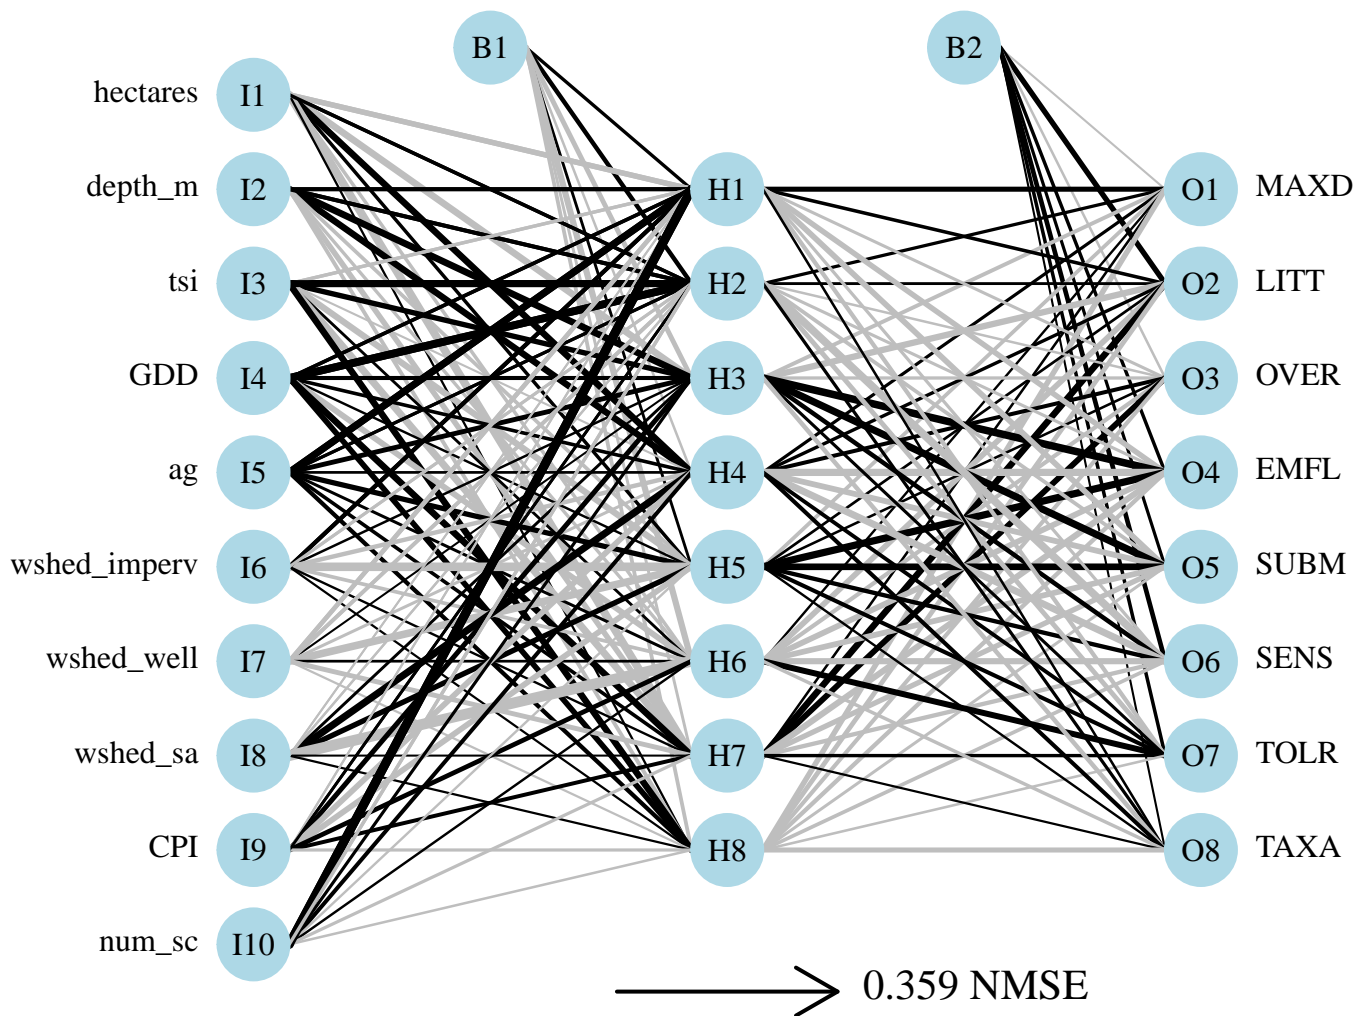 B1 B2
hectares I1
depth_m I2 H1 O1 MAXD
tsi I3 H2 O2 LITT
GDD I4 H3 O3 OVER
ag I5 H4 O4 EMFL
wshed_imperv I6 H5 O5 SUBM
wshed_well I7 H6 O6 SENS
wshed_sa I8 H7 O7 TOLR
CPI I9 H8 O8 TAXA
num_sc I10
0.359 NMSE